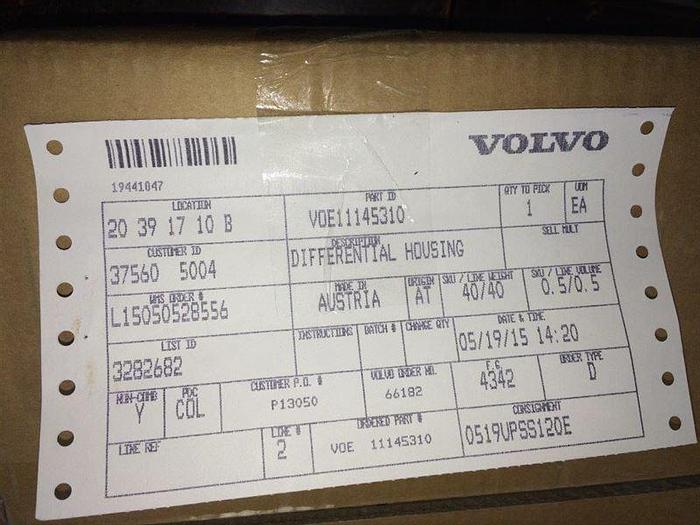 VOLVO
19441047
LOCATION PART ID QTY TO PICK UOM
20 39 17 10 B VOE11145310 1 EA
CUSTOMER ID DESCRIPTION SELL MULT
37560 5004 DIFFERENTIAL HOUSING
WMS ORDER # MADE IN ORIGIN SKU / LINE WEIGHT SKU / LINE VOLUME
L15050528556 AUSTRIA AT 40/40 0.5/0.5
LIST ID INSTRUCTIONS BATCH # CHANGE QTY DATE & TIME
3282682 05/19/15 14:20
NON-COMB PDC CUSTOMER P.O. # VOLVO ORDER NO. F.C. ORDER TYPE
Y COL P13050 66182 4342 D
LINE REF LINE # ORDERED PART # CONSIGNMENT
2 VOE 11145310 0519UPSS120E